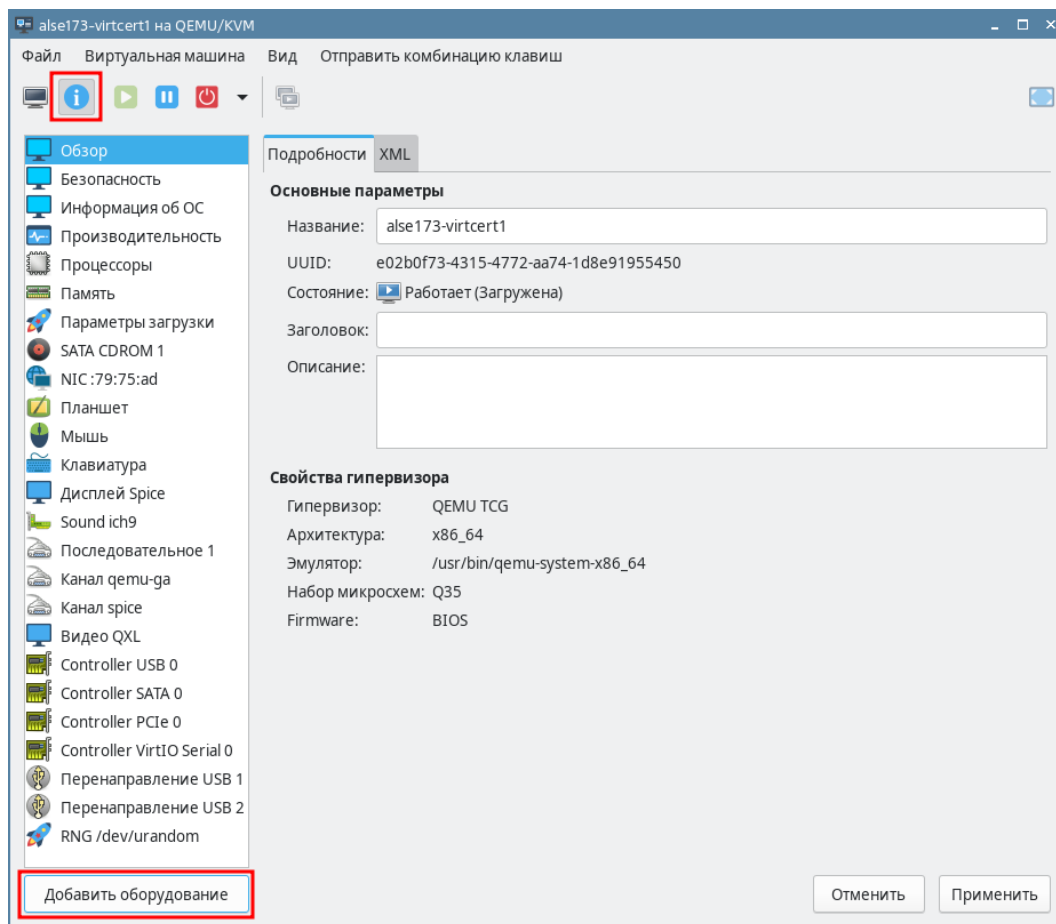 alse173-virtcert1 на QEMU/KVM
Файл Виртуальная машина Вид Отправить комбинацию клавиш
Обзор
Безопасность
Информация об ОС
Производительность
Процессоры
Память
Параметры загрузки
SATA CDROM 1
NIC :79:75:ad
Планшет
Мышь
Клавиатура
Дисплей Spice
Sound ich9
Последовательное 1
Канал qemu-ga
Канал spice
Видео QXL
Controller USB 0
Controller SATA 0
Controller PCIe 0
Controller VirtIO Serial 0
Перенаправление USB 1
Перенаправление USB 2
RNG /dev/urandom
Добавить оборудование
Подробности XML
Основные параметры
Название: alse173-virtcert1
UUID: e02b0f73-4315-4772-aa74-1d8e91955450
Состояние: Работает (Загружена)
Заголовок:
Описание:
Свойства гипервизора
Гипервизор: QEMU TCG
Архитектура: x86_64
Эмулятор: /usr/bin/qemu-system-x86_64
Набор микросхем: Q35
Firmware: BIOS
Отменить Применить